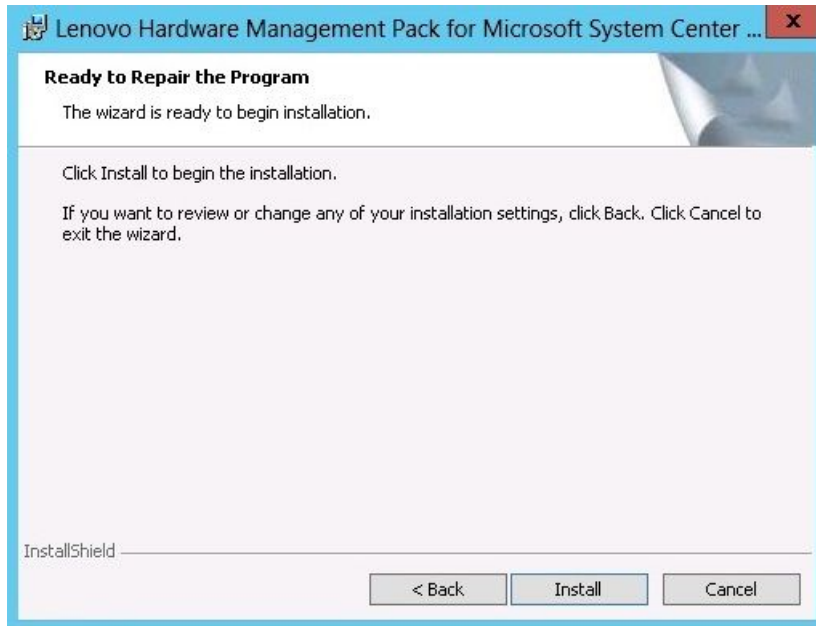 Lenovo Hardware Management Pack for Microsoft System Center ...
x
Ready to Repair the Program
The wizard is ready to begin installation.
Click Install to begin the installation.
If you want to review or change any of your installation settings, click Back. Click Cancel to
exit the wizard.
InstallShield
< Back
Install
Cancel